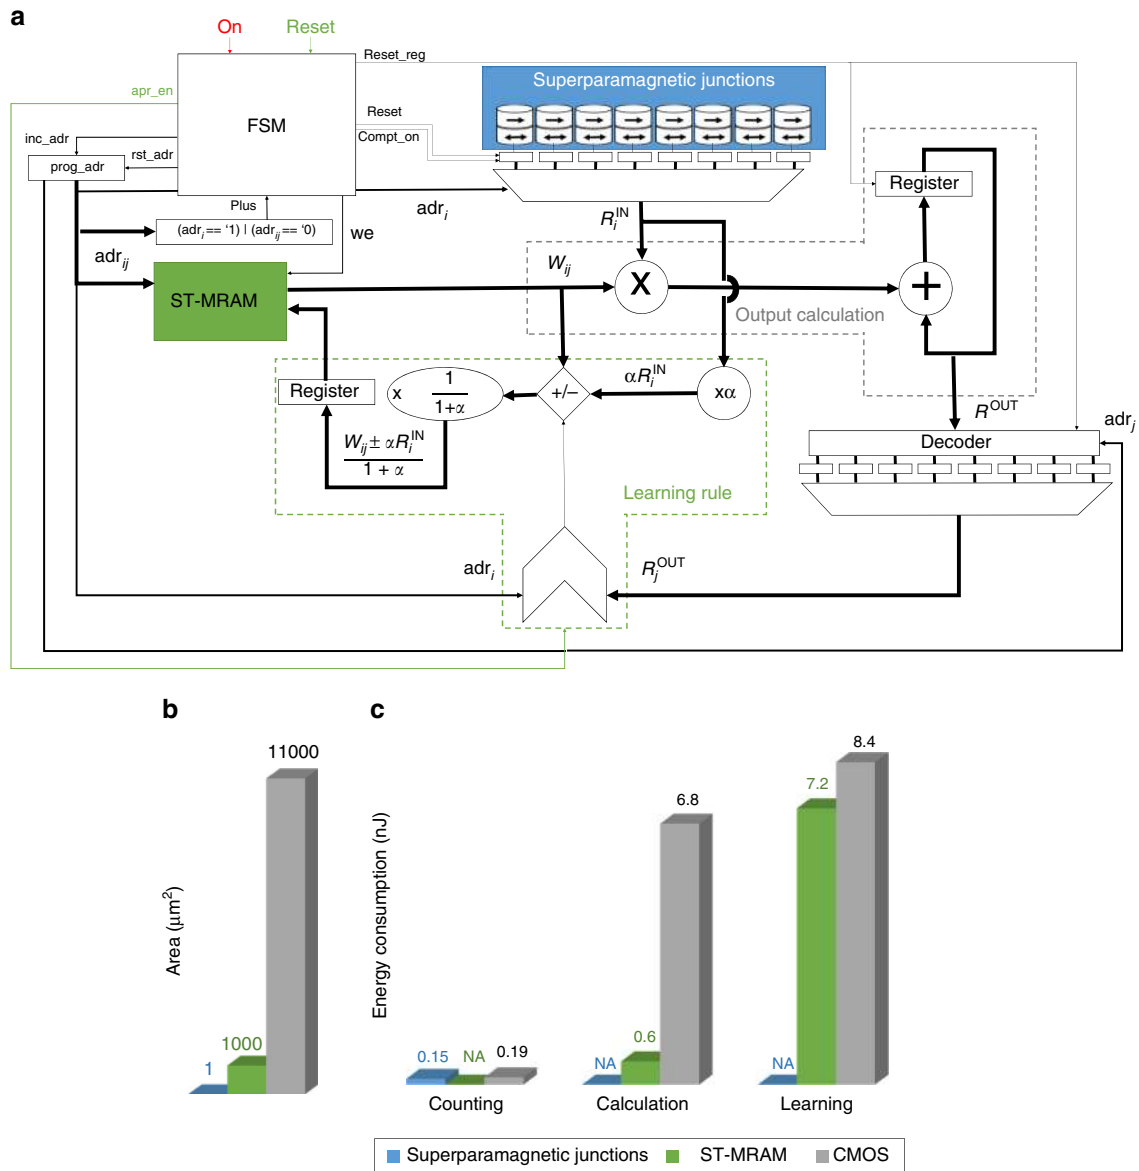 a
On
Reset
Reset_reg
Superparamagnetic junctions
apr_en
FSM
Reset
Compt_on
inc_adr
rst_adr
prog_adr
Register
adr_i
Plus
R_i^IN
(adr_i == ‘1) | (adr_ij == ‘0)
we
adr_ij
W_ij
ST-MRAM
X
+
Output calculation
Register
x 1/(1+α)
+/−
αR_i^IN
xα
R^OUT
adr_j
Decoder
(W_ij ± αR_i^IN)/(1 + α)
Learning rule
adr_i
R_j^OUT
b
c
11000
8.4
7.2
6.8
Area (μm²)
Energy consumption (nJ)
1000
1
0.6
0.15
NA
0.19
NA
NA
Counting
Calculation
Learning
Superparamagnetic junctions
ST-MRAM
CMOS